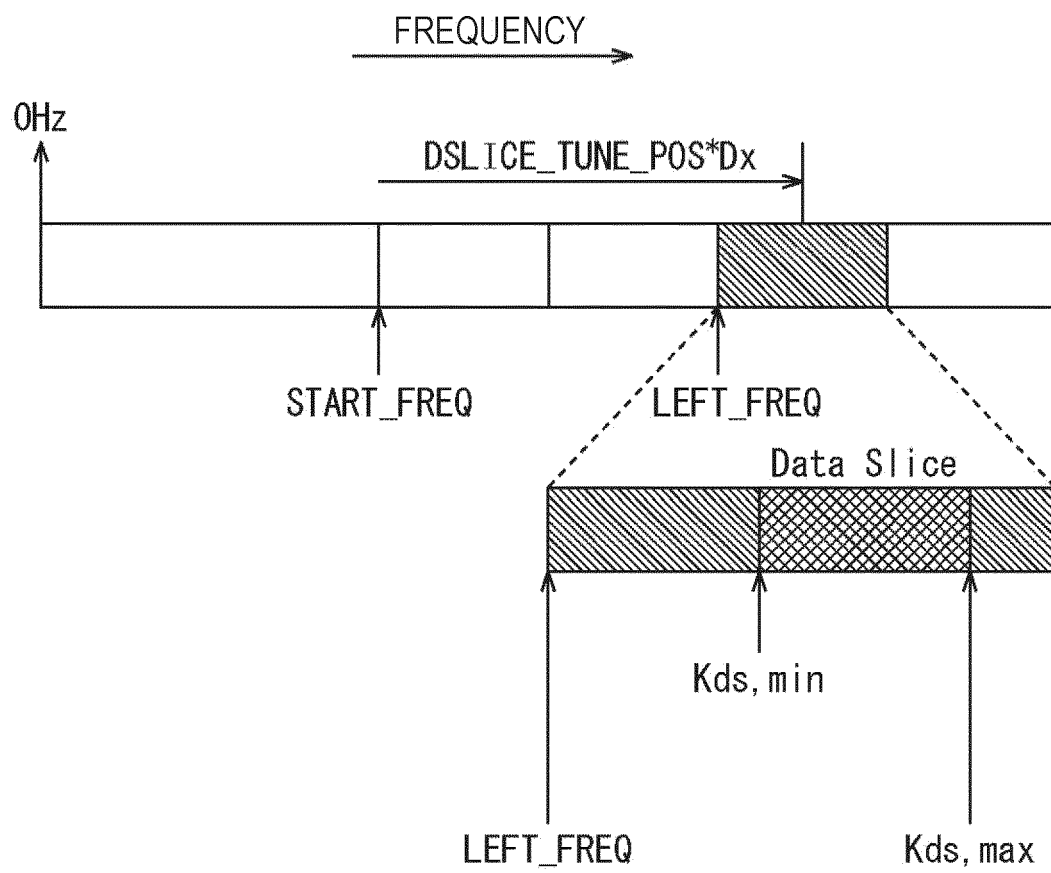 FREQUENCY
0Hz
DSLICE_TUNE_POS*Dx
START_FREQ
LEFT_FREQ
Data Slice
Kds,min
LEFT_FREQ
Kds,max